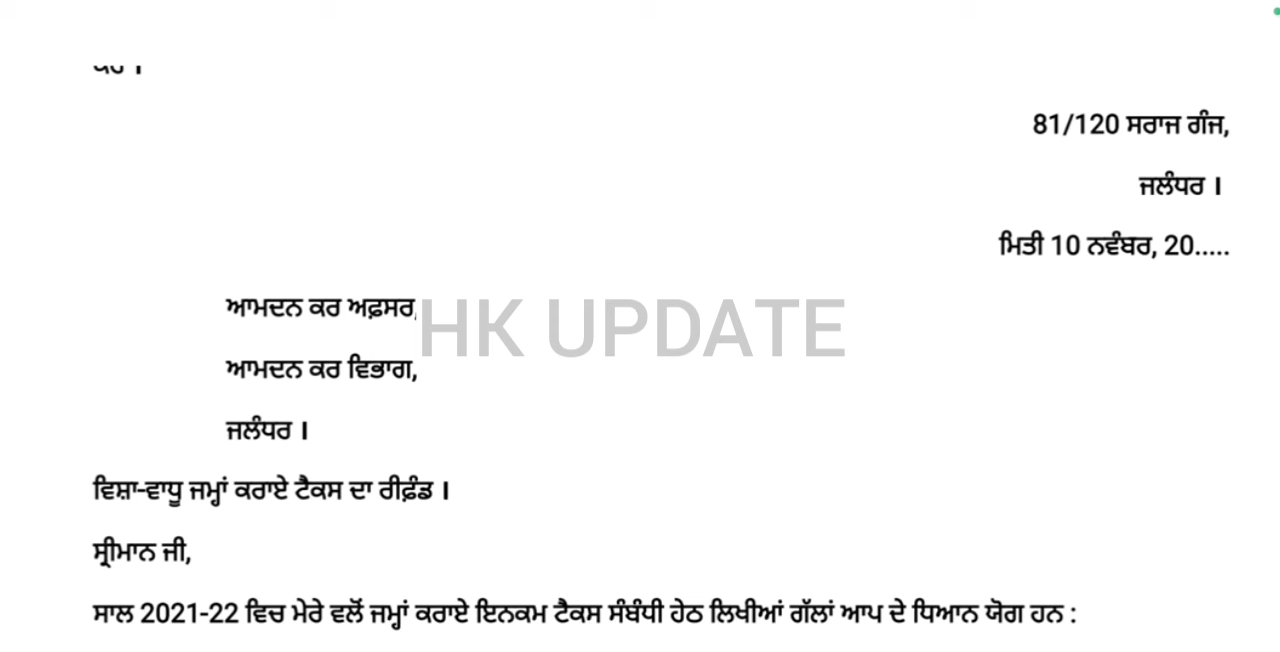 81/120 ਸਰਾਜ ਗੰਜ,
ਜਲੰਧਰ ।
ਮਿਤੀ 10 ਨਵੰਬਰ, 20.....
ਆਮਦਨ ਕਰ ਅਫ਼ਸਰ,
HK UPDATE
ਆਮਦਨ ਕਰ ਵਿਭਾਗ,
ਜਲੰਧਰ ।
ਵਿਸ਼ਾ-ਵਾਧੂ ਜਮ੍ਹਾਂ ਕਰਾਏ ਟੈਕਸ ਦਾ ਰੀਫ਼ੰਡ ।
ਸ੍ਰੀਮਾਨ ਜੀ,
ਸਾਲ 2021-22 ਵਿਚ ਮੇਰੇ ਵਲੋਂ ਜਮ੍ਹਾਂ ਕਰਾਏ ਇਨਕਮ ਟੈਕਸ ਸੰਬੰਧੀ ਹੇਠ ਲਿਖੀਆਂ ਗੱਲਾਂ ਆਪ ਦੇ ਧਿਆਨ ਯੋਗ ਹਨ :